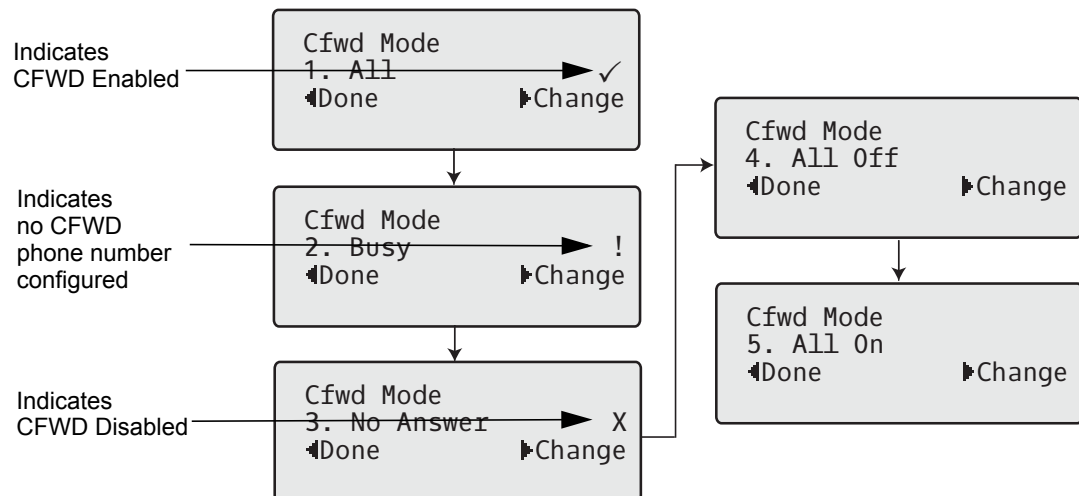 Indicates
CFWD Enabled
Cfwd Mode
1. All ✓
◀Done ▶Change
Indicates
no CFWD
phone number
configured
Cfwd Mode
2. Busy !
◀Done ▶Change
Indicates
CFWD Disabled
Cfwd Mode
3. No Answer X
◀Done ▶Change
Cfwd Mode
4. All Off
◀Done ▶Change
Cfwd Mode
5. All On
◀Done ▶Change